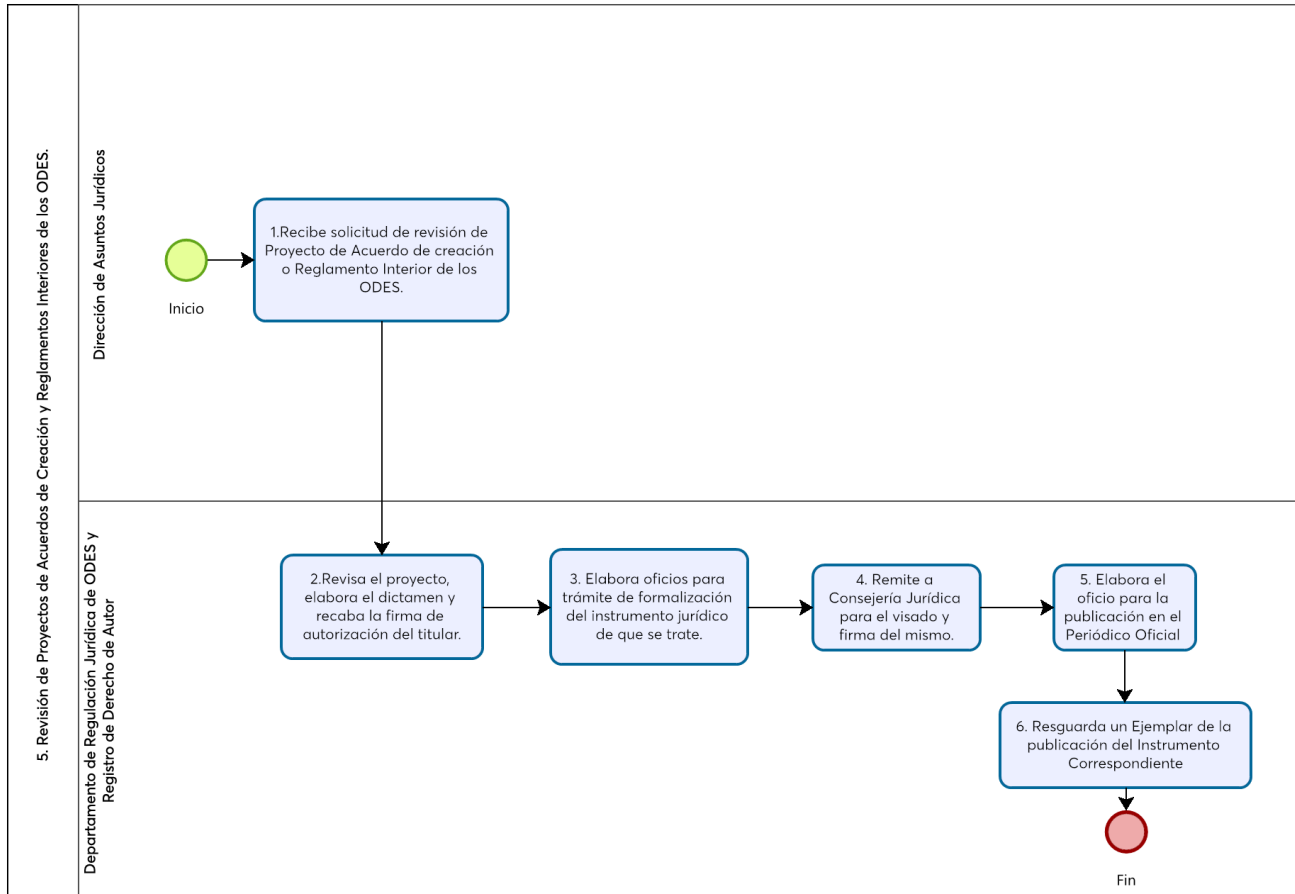 5. Revisión de Proyectos de Acuerdos de Creación y Reglamentos Interiores de los ODES.
Dirección de Asuntos Jurídicos
Inicio
1.Recibe solicitud de revisión de
Proyecto de Acuerdo de creación
o Reglamento Interior de los
ODES.
Departamento de Regulación Jurídica de ODES y
Registro de Derecho de Autor
2.Revisa el proyecto,
elabora el dictamen y
recaba la firma de
autorización del titular.
3. Elabora oficios para
trámite de formalización
del instrumento jurídico
de que se trate.
4. Remite a
Consejería Jurídica
para el visado y
firma del mismo.
5. Elabora el
oficio para la
publicación en el
Periódico Oficial
6. Resguarda un Ejemplar de la
publicación del Instrumento
Correspondiente
Fin